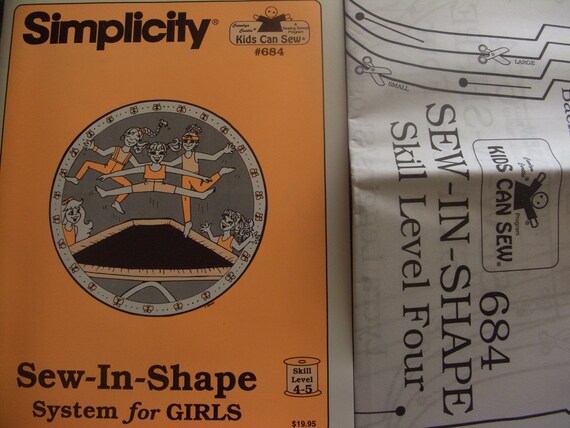 Simplicity®
Kids Can Sew®
#684
Sew-In-Shape
System for GIRLS
Skill
Level
4-5
$19.95
LARGE
SMALL
KIDS CAN SEW®
Program
684
SEW-IN-SHAPE
Skill Level Four